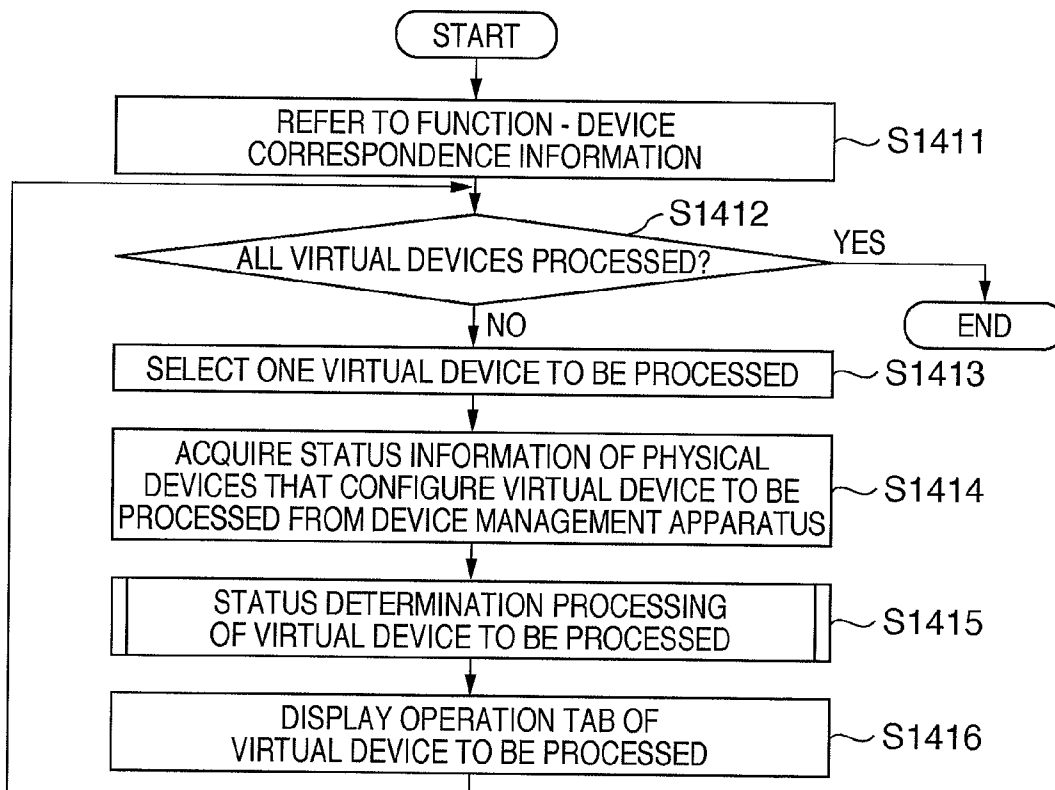 START
REFER TO FUNCTION - DEVICE
CORRESPONDENCE INFORMATION
S1411
S1412
ALL VIRTUAL DEVICES PROCESSED?
YES
END
NO
SELECT ONE VIRTUAL DEVICE TO BE PROCESSED
S1413
ACQUIRE STATUS INFORMATION OF PHYSICAL
DEVICES THAT CONFIGURE VIRTUAL DEVICE TO BE
PROCESSED FROM DEVICE MANAGEMENT APPARATUS
S1414
STATUS DETERMINATION PROCESSING
OF VIRTUAL DEVICE TO BE PROCESSED
S1415
DISPLAY OPERATION TAB OF
VIRTUAL DEVICE TO BE PROCESSED
S1416